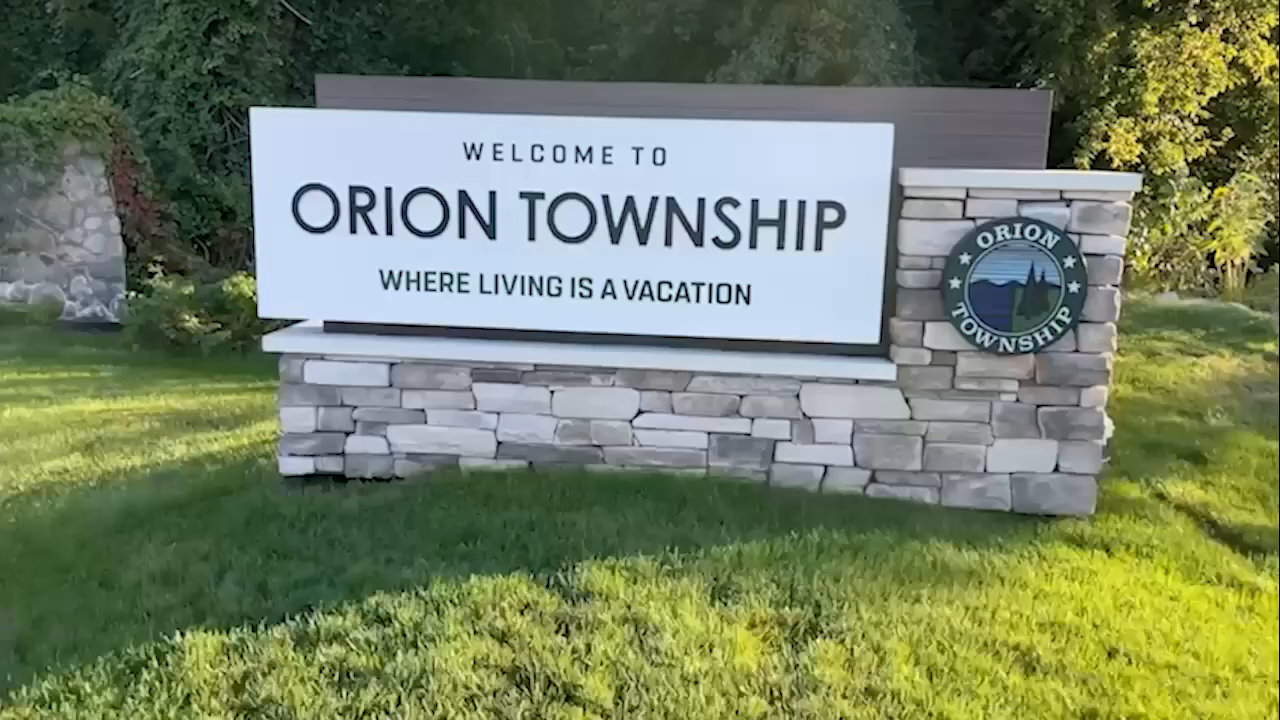 WELCOME TO
ORION TOWNSHIP
WHERE LIVING IS A VACATION
ORION
TOWNSHIP